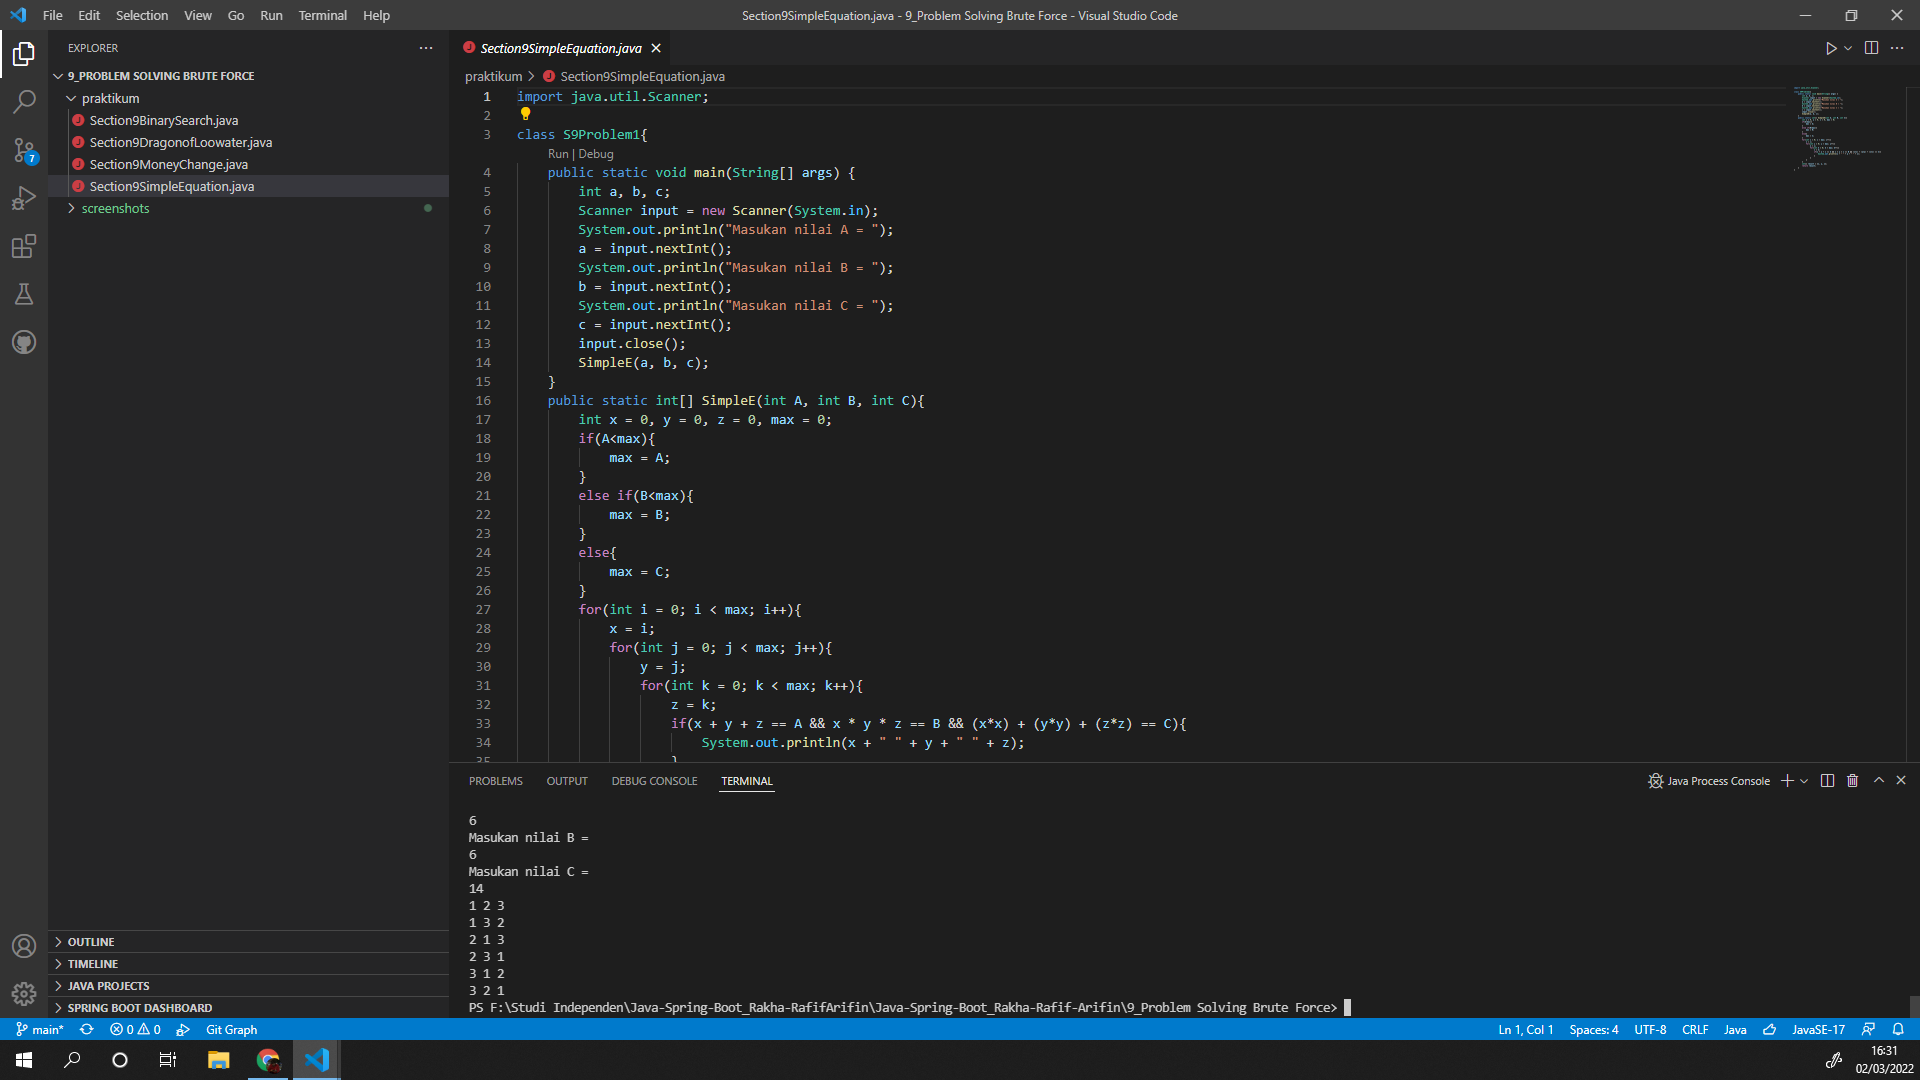 File Edit Selection View Go Run Terminal Help
Section9SimpleEquation.java - 9_Problem Solving Brute Force - Visual Studio Code
EXPLORER
9_PROBLEM SOLVING BRUTE FORCE
praktikum
Section9BinarySearch.java
Section9DragonofLoowater.java
Section9MoneyChange.java
Section9SimpleEquation.java
screenshots
7
OUTLINE
TIMELINE
JAVA PROJECTS
SPRING BOOT DASHBOARD
Section9SimpleEquation.java
praktikum > Section9SimpleEquation.java
1 import java.util.Scanner;
2
3 class S9Problem1{
Run | Debug
4 public static void main(String[] args) {
5 int a, b, c;
6 Scanner input = new Scanner(System.in);
7 System.out.println("Masukan nilai A = ");
8 a = input.nextInt();
9 System.out.println("Masukan nilai B = ");
10 b = input.nextInt();
11 System.out.println("Masukan nilai C = ");
12 c = input.nextInt();
13 input.close();
14 SimpleE(a, b, c);
15 }
16 public static int[] SimpleE(int A, int B, int C){
17 int x = 0, y = 0, z = 0, max = 0;
18 if(A<max){
19 max = A;
20 }
21 else if(B<max){
22 max = B;
23 }
24 else{
25 max = C;
26 }
27 for(int i = 0; i < max; i++){
28 x = i;
29 for(int j = 0; j < max; j++){
30 y = j;
31 for(int k = 0; k < max; k++){
32 z = k;
33 if(x + y + z == A && x * y * z == B && (x*x) + (y*y) + (z*z) == C){
34 System.out.println(x + " " + y + " " + z);
35 }
PROBLEMS OUTPUT DEBUG CONSOLE TERMINAL
Java Process Console
6
Masukan nilai B =
6
Masukan nilai C =
14
1 2 3
1 3 2
2 1 3
2 3 1
3 1 2
3 2 1
PS F:\Studi Independen\Java-Spring-Boot_Rakha-RafifArifin\Java-Spring-Boot_Rakha-Rafif-Arifin\9_Problem Solving Brute Force>
main* 0 0 Git Graph
Ln 1, Col 1 Spaces: 4 UTF-8 CRLF Java JavaSE-17
16:31
02/03/2022